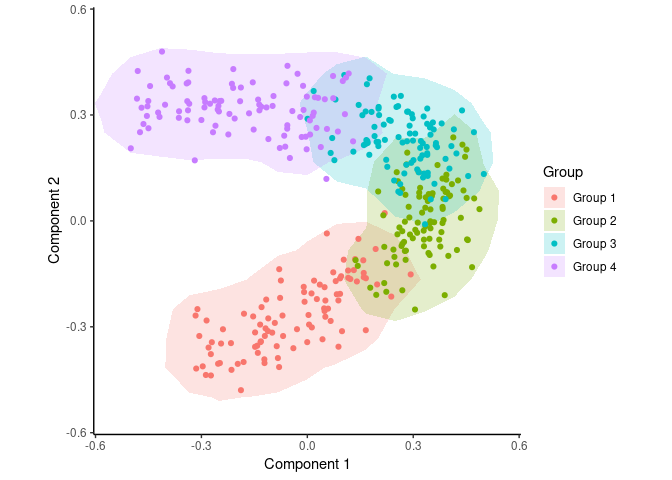 0.6
0.3
0.0
-0.3
-0.6
Component 2
-0.6 -0.3 0.0 0.3 0.6
Component 1
Group
Group 1
Group 2
Group 3
Group 4